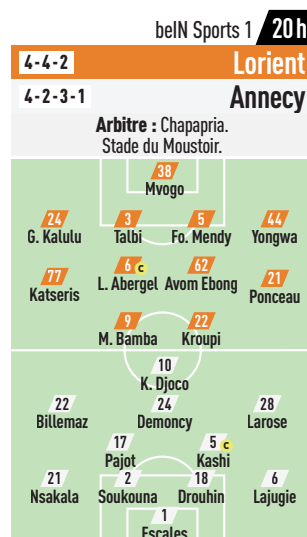 beIN Sports 1 20h
4-4-2 Lorient
4-2-3-1 Annecy
Arbitre : Chapapria.
Stade du Moustoir.
38
Mvogo
24 3 5 44
G. Kalulu Talbi Fo. Mendy Yongwa
77 6 c 62 21
Katseris L. Abergel Avom Ebong Ponceau
9 22
M. Bamba Kroupi
10
K. Djoco
22 24 28
Billemaz Demoncy Larose
17 5 c
Pajot Kashi
21 2 18 6
Nsakala Soukouna Drouhin Lajugie
1
Escales